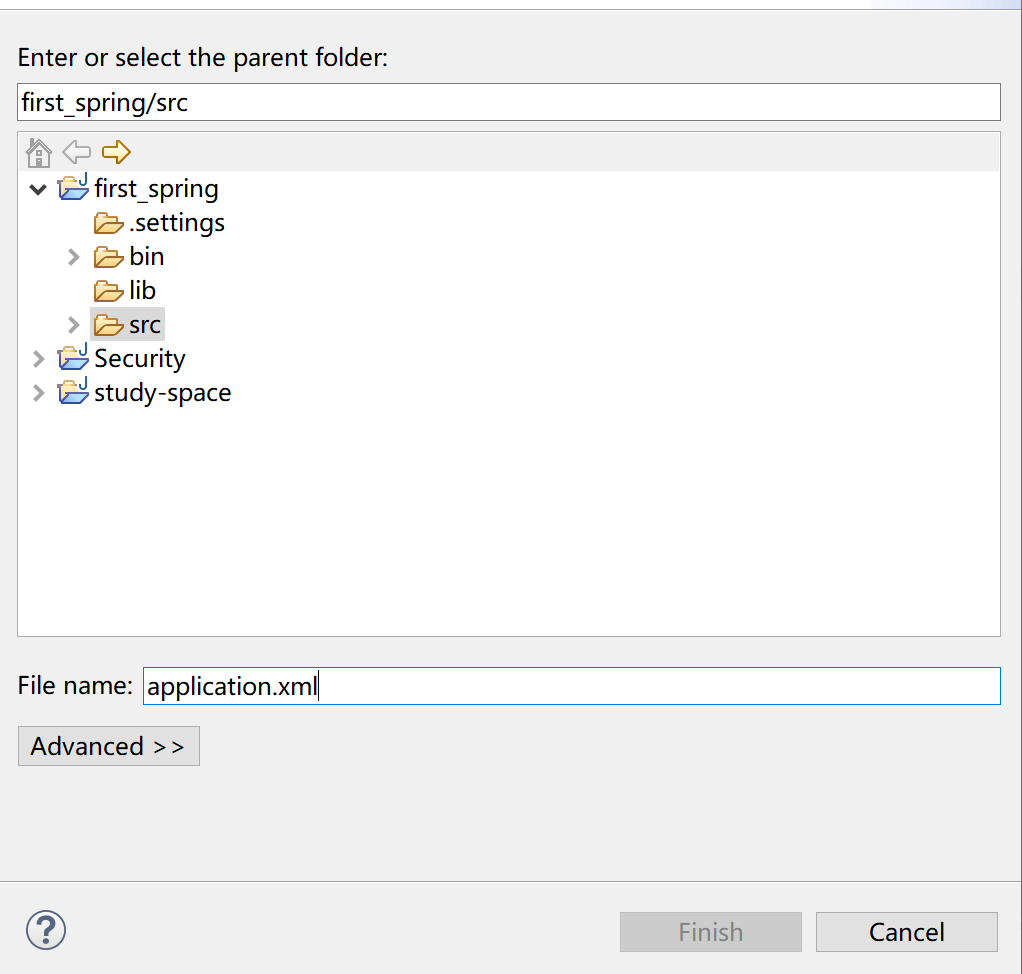 Enter or select the parent folder:
first_spring/src
first_spring
.settings
bin
lib
src
Security
study-space
File name: application.xml
Advanced >>
?
Finish Cancel